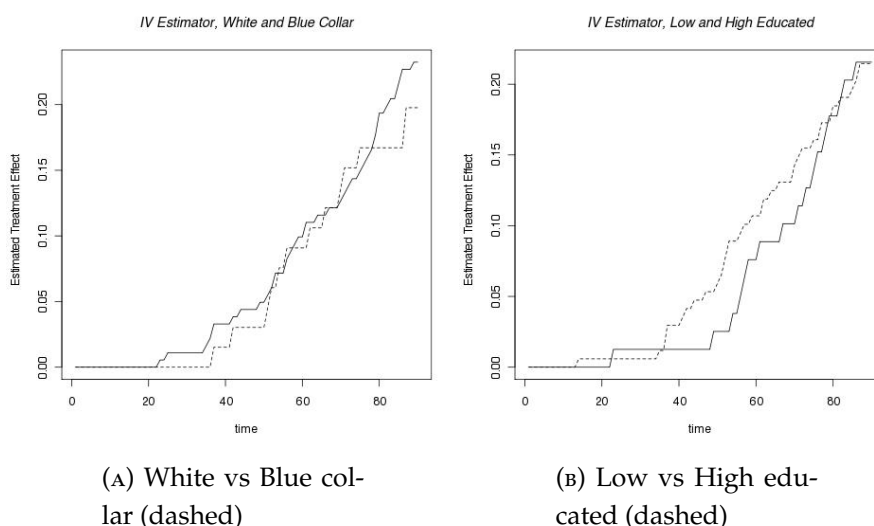 IV Estimator, White and Blue Collar
Estimated Treatment Effect
0.00 0.05 0.10 0.15 0.20
0 20 40 60 80
time
(A) White vs Blue col-
lar (dashed)
IV Estimator, Low and High Educated
Estimated Treatment Effect
0.00 0.05 0.10 0.15 0.20
0 20 40 60 80
time
(B) Low vs High edu-
cated (dashed)